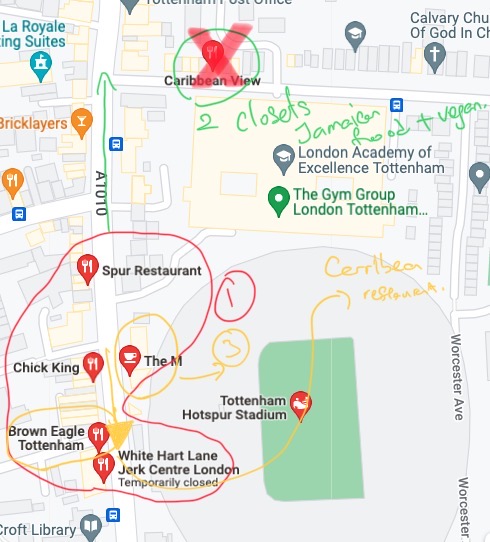 Tottenham Post Office
La Royale
ting Suites
Calvary Chu
Of God In Ch
Caribbean View
2 closets
Jamaican
food + vegan
Bricklayers
London Academy of
Excellence Tottenham
A1010
The Gym Group
London Tottenham...
Spur Restaurant
1
restaurant.
Chick King
The M
3
Worcester Ave
Tottenham
Hotspur Stadium
Brown Eagle
Tottenham
White Hart Lane
Jerk Centre London
Temporarily closed
Worcester
Croft Library